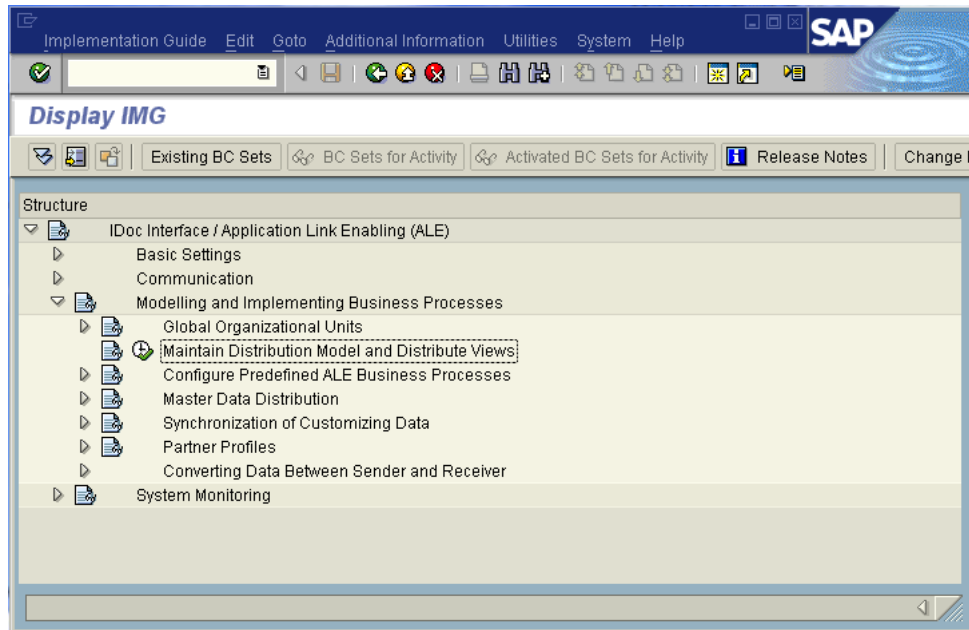 Implementation Guide Edit Goto Additional Information Utilities System Help
SAP
Display IMG
Existing BC Sets BC Sets for Activity Activated BC Sets for Activity Release Notes Change
Structure
IDoc Interface / Application Link Enabling (ALE)
Basic Settings
Communication
Modelling and Implementing Business Processes
Global Organizational Units
Maintain Distribution Model and Distribute Views
Configure Predefined ALE Business Processes
Master Data Distribution
Synchronization of Customizing Data
Partner Profiles
Converting Data Between Sender and Receiver
System Monitoring